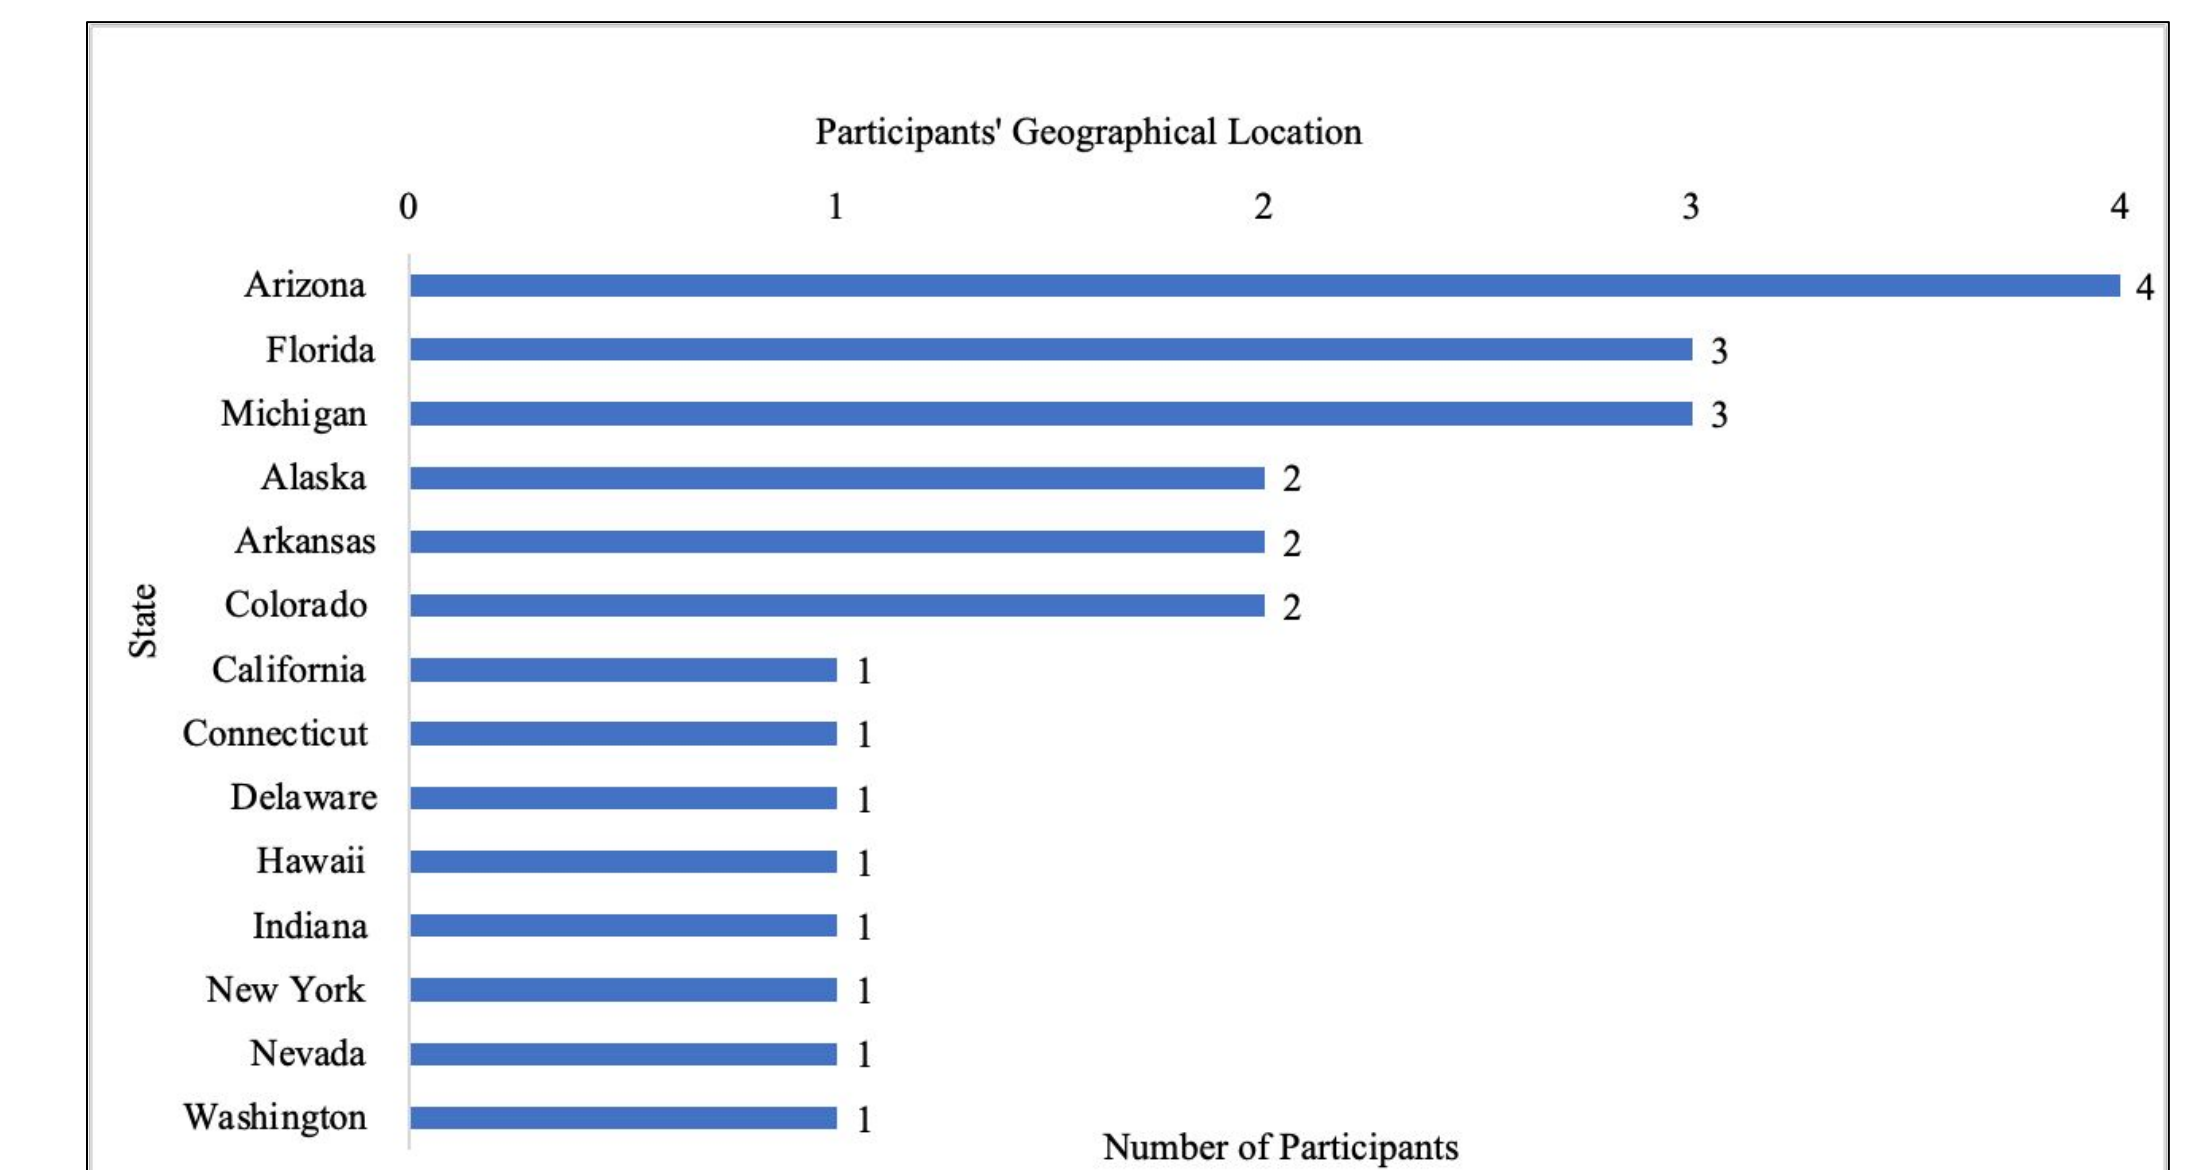 Participants' Geographical Location
0 1 2 3 4
Arizona 4
Florida 3
Michigan 3
Alaska 2
Arkansas 2
Colorado 2
State
California 1
Connecticut 1
Delaware 1
Hawaii 1
Indiana 1
New York 1
Nevada 1
Washington 1
Number of Participants